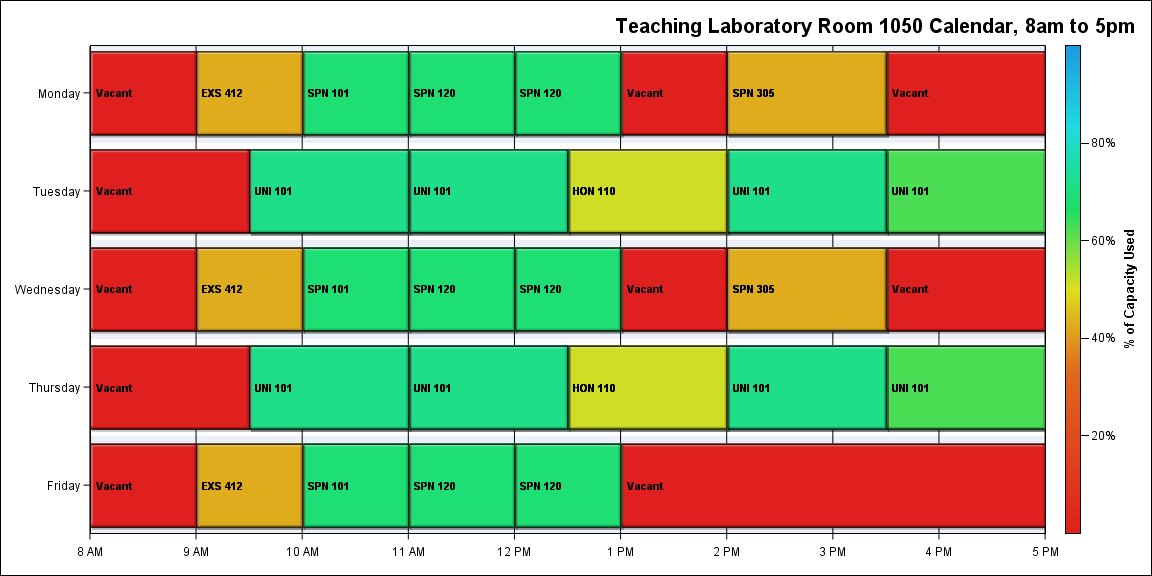 Teaching Laboratory Room 1050 Calendar, 8am to 5pm
Monday
Vacant
EXS 412
SPN 101
SPN 120
SPN 120
Vacant
SPN 305
Vacant
Tuesday
Vacant
UNI 101
UNI 101
HON 110
UNI 101
UNI 101
Wednesday
Vacant
EXS 412
SPN 101
SPN 120
SPN 120
Vacant
SPN 305
Vacant
Thursday
Vacant
UNI 101
UNI 101
HON 110
UNI 101
UNI 101
Friday
Vacant
EXS 412
SPN 101
SPN 120
SPN 120
Vacant
8 AM
9 AM
10 AM
11 AM
12 PM
1 PM
2 PM
3 PM
4 PM
5 PM
80%
60%
40%
20%
% of Capacity Used